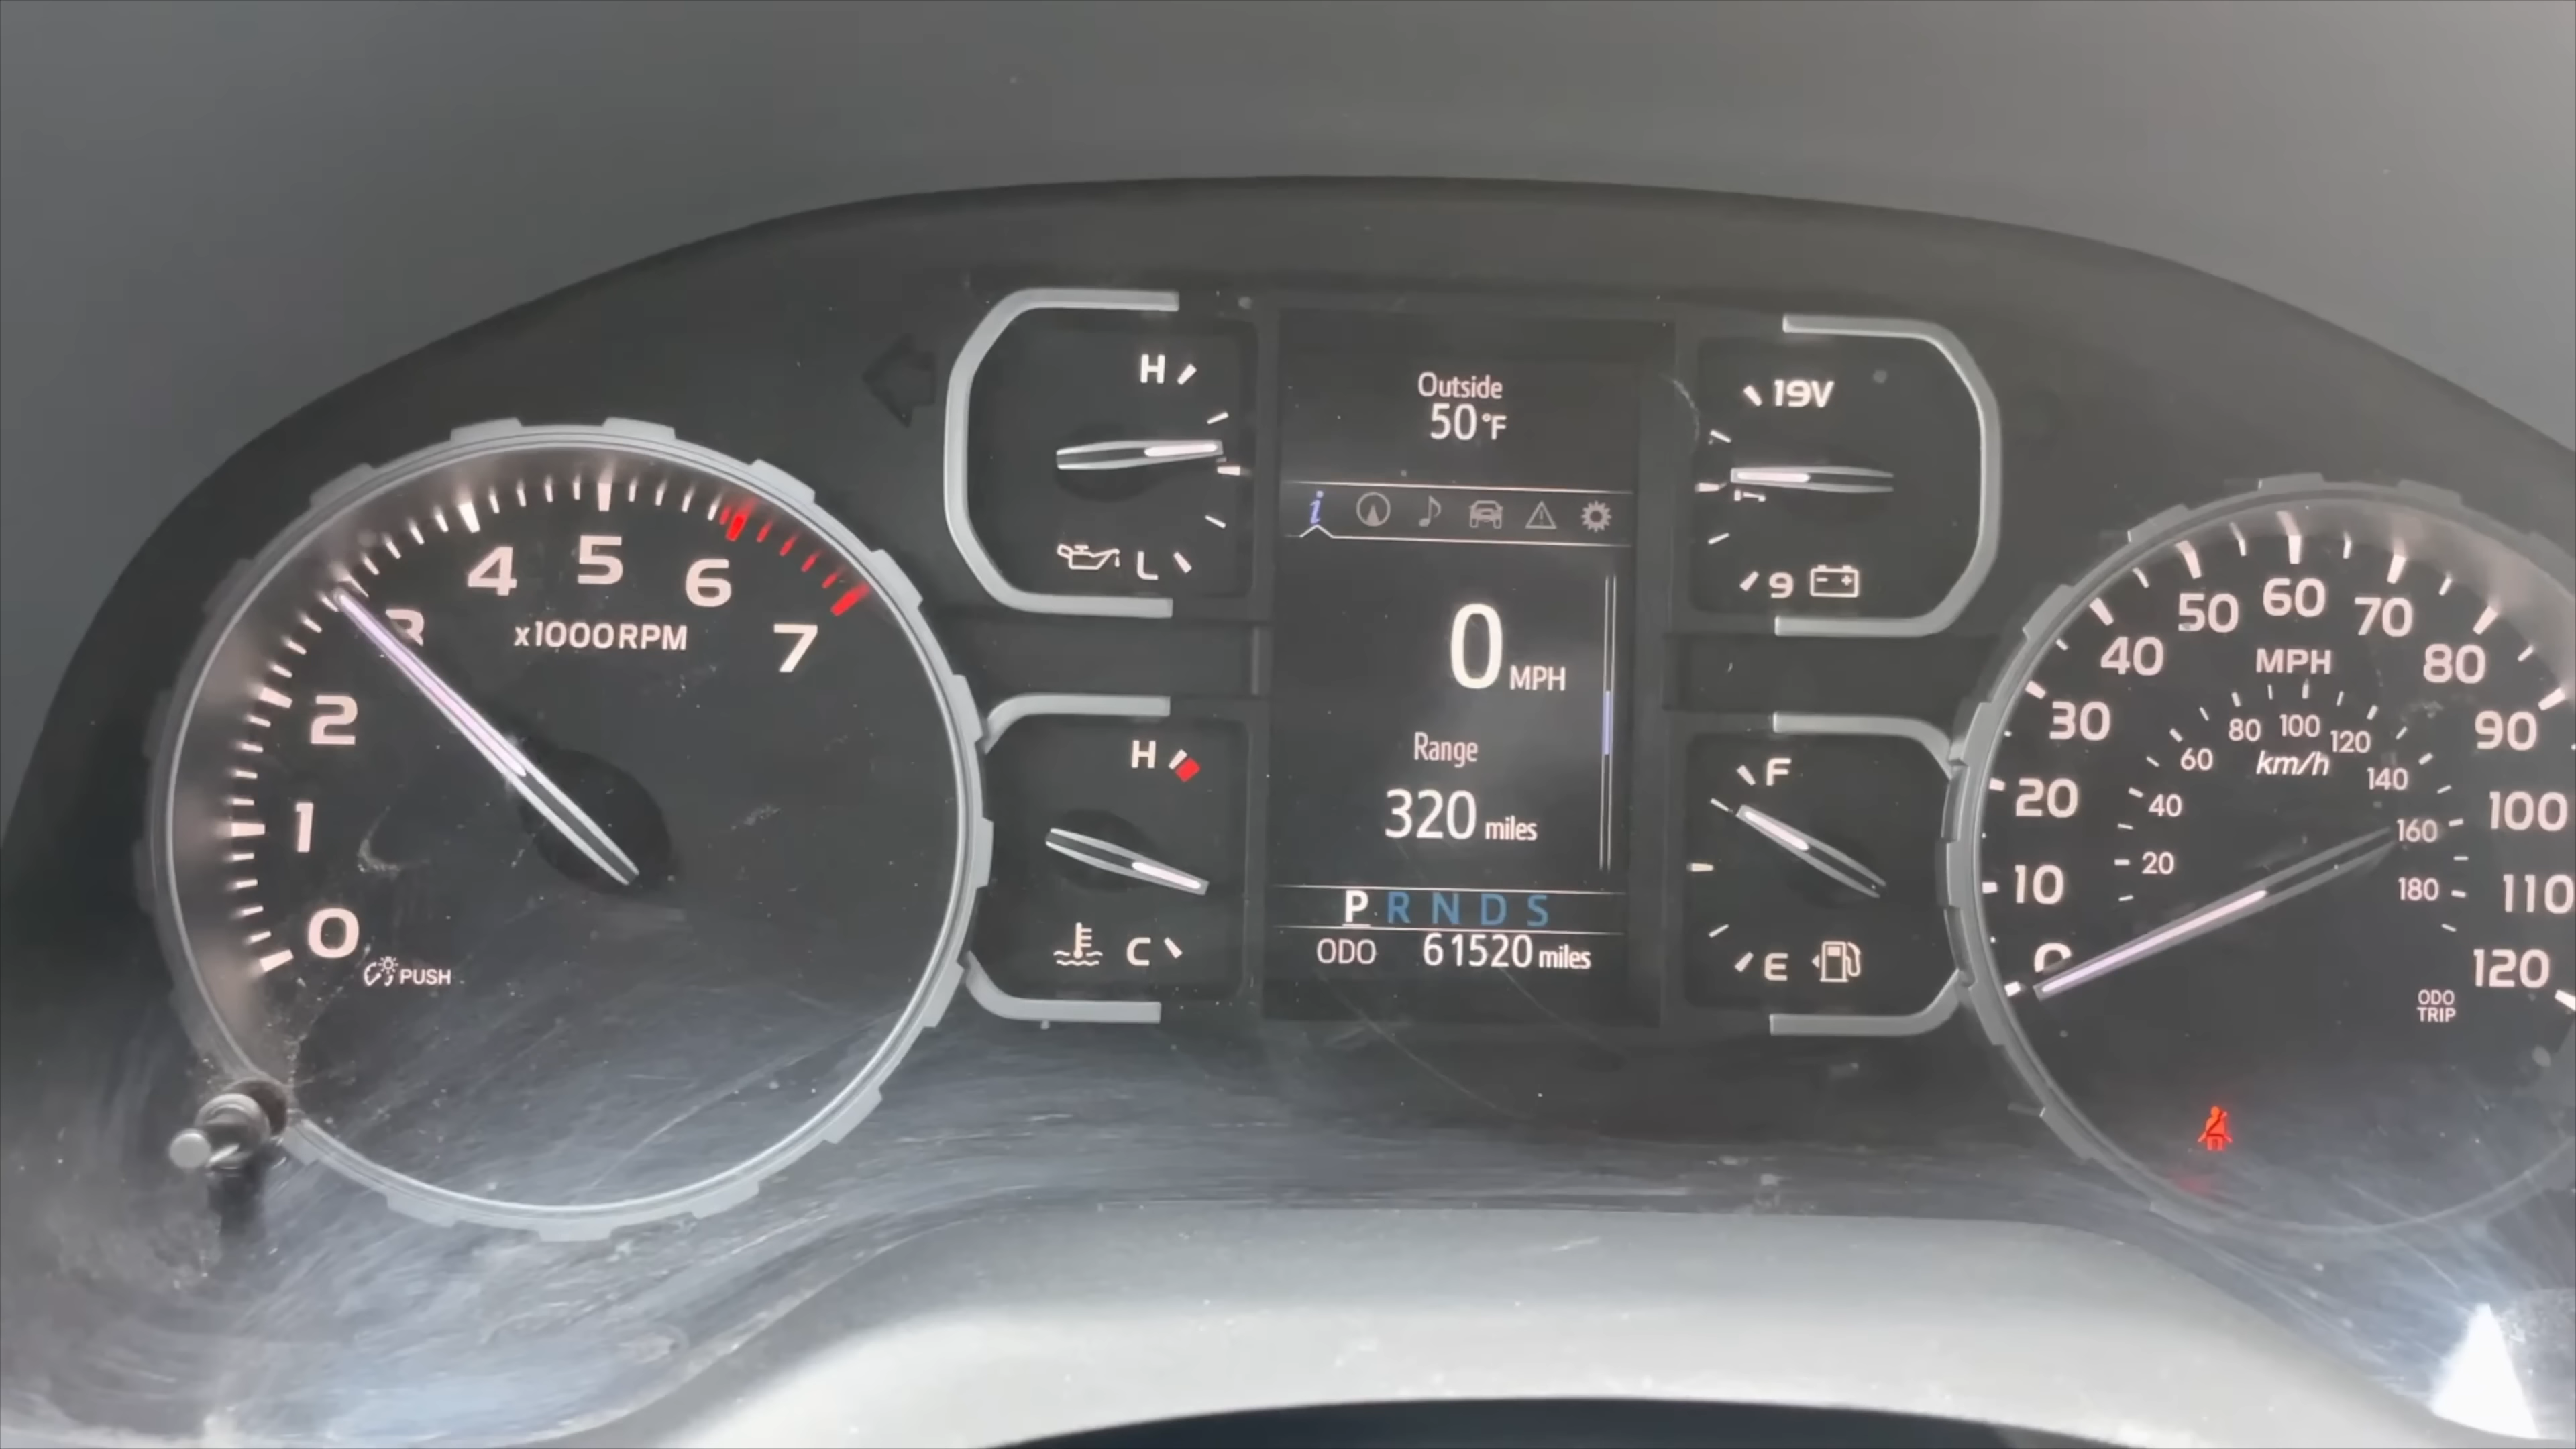 4 5 6
3 7
x1000RPM
2
1
0
PUSH
H
L
H
C
Outside
50°F
i
0 MPH
Range
320 miles
P R N D S
ODO 61520 miles
19V
9
F
E
50 60 70
40 80
MPH
30 90
20 100
10 110
0 120
80 100 120
60 140
km/h
40 160
20 180
ODO
TRIP